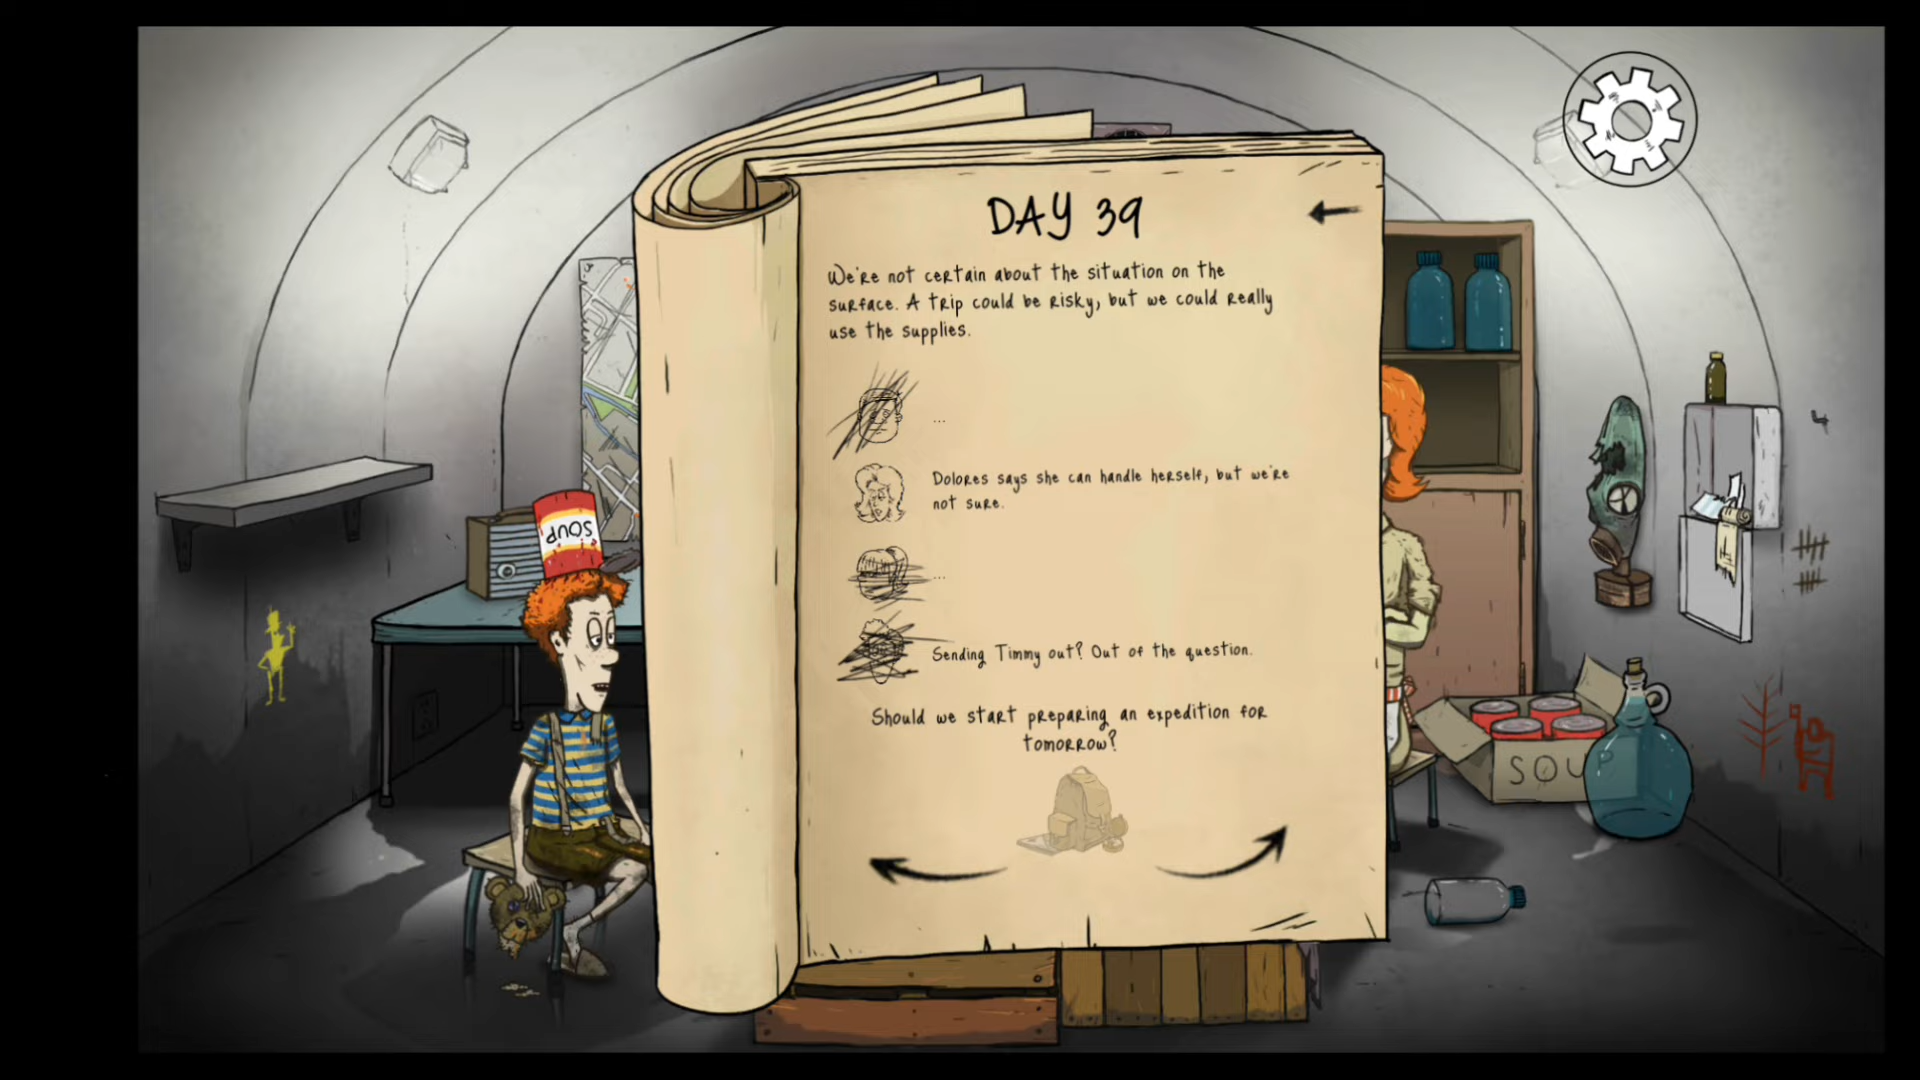 DAY 39
We're not certain about the situation on the
surface. A trip could be risky, but we could really
use the supplies.
...
Dolores says she can handle herself, but we're
not sure.
...
Sending Timmy out? Out of the question.
Should we start preparing an expedition for
tomorrow?
SOUP
SOUP